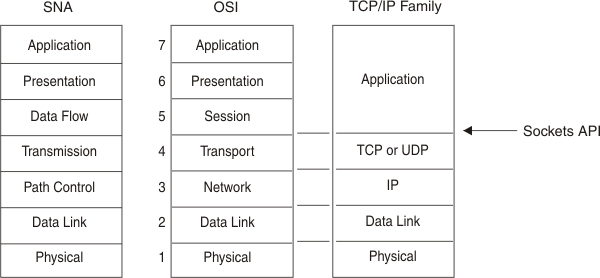 SNA OSI TCP/IP Family
Application 7 Application
Presentation 6 Presentation Application
Data Flow 5 Session
Sockets API
Transmission 4 Transport TCP or UDP
Path Control 3 Network IP
Data Link 2 Data Link Data Link
Physical 1 Physical Physical